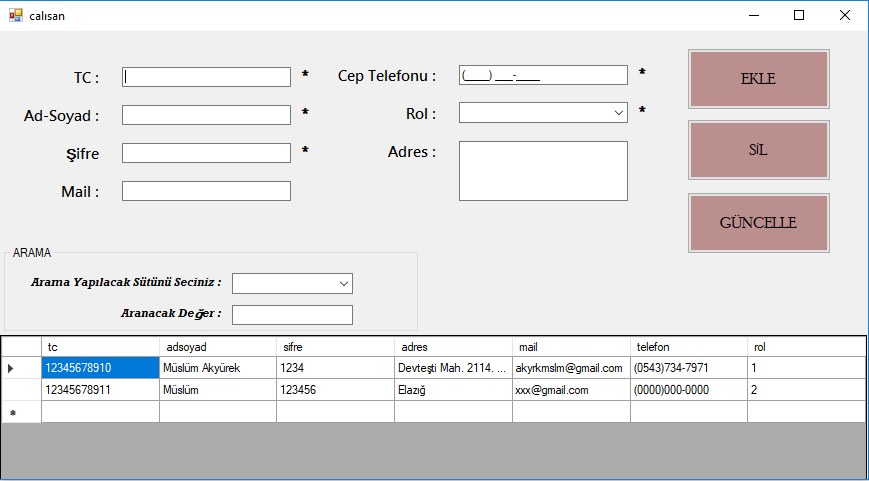 calısan
TC : * Cep Telefonu : (___) ___-____ * EKLE
Ad-Soyad : * Rol : *
Şifre * Adres : SİL
Mail :
GÜNCELLE
ARAMA
Arama Yapılacak Sütünü Seciniz :
Aranacak Değer :
tc adsoyad sifre adres mail telefon rol
12345678910 Müslüm Akyürek 1234 Devteşti Mah. 2114. ... akyrkmslm@gmail.com (0543)734-7971 1
12345678911 Müslüm 123456 Elazığ xxx@gmail.com (0000)000-0000 2